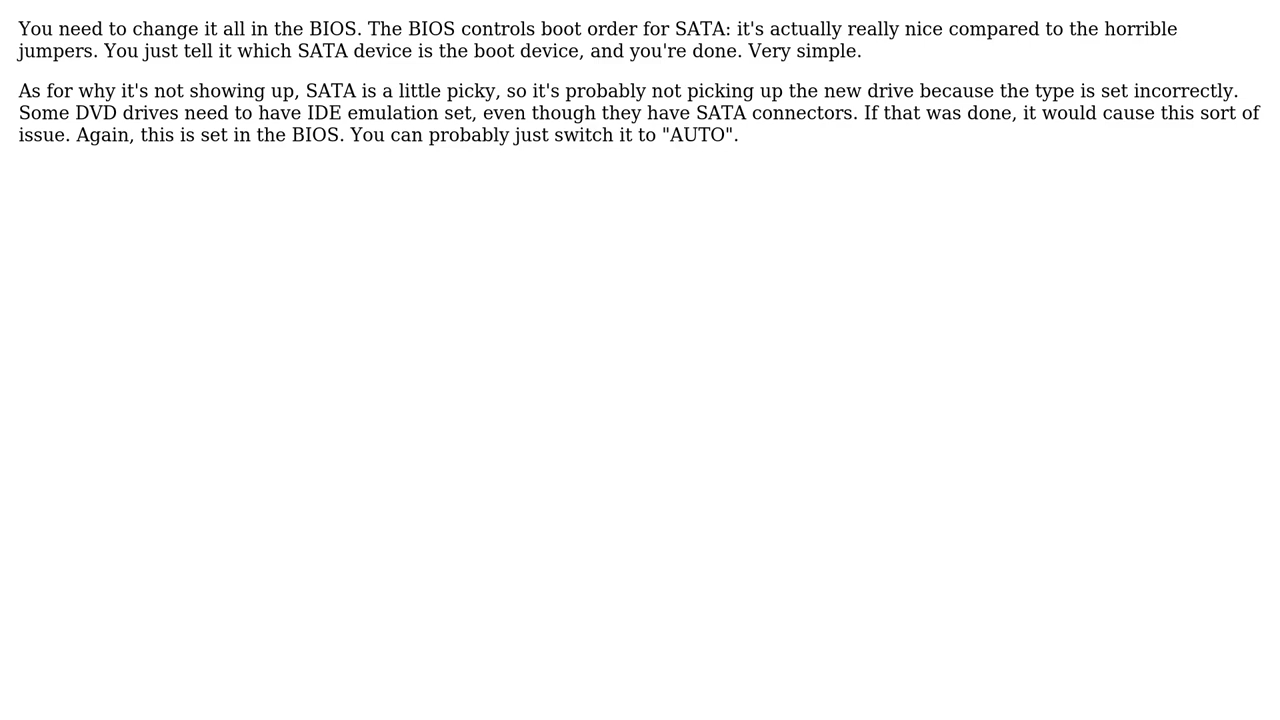 You need to change it all in the BIOS. The BIOS controls boot order for SATA: it's actually really nice compared to the horrible
jumpers. You just tell it which SATA device is the boot device, and you're done. Very simple.
As for why it's not showing up, SATA is a little picky, so it's probably not picking up the new drive because the type is set incorrectly.
Some DVD drives need to have IDE emulation set, even though they have SATA connectors. If that was done, it would cause this sort of
issue. Again, this is set in the BIOS. You can probably just switch it to "AUTO".